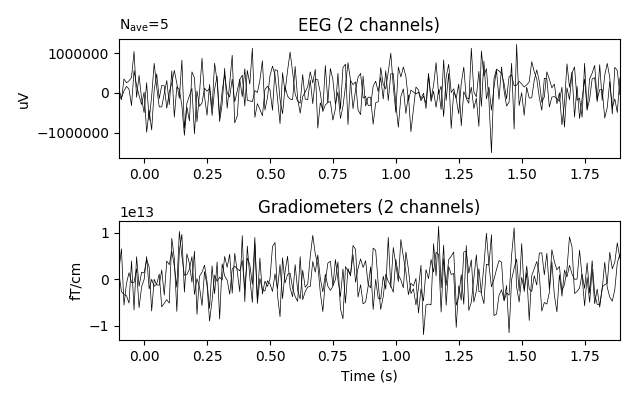 N_ave=5
EEG (2 channels)
1000000
0
−1000000
uV
0.00 0.25 0.50 0.75 1.00 1.25 1.50 1.75
1e13
Gradiometers (2 channels)
1
0
−1
fT/cm
0.00 0.25 0.50 0.75 1.00 1.25 1.50 1.75
Time (s)